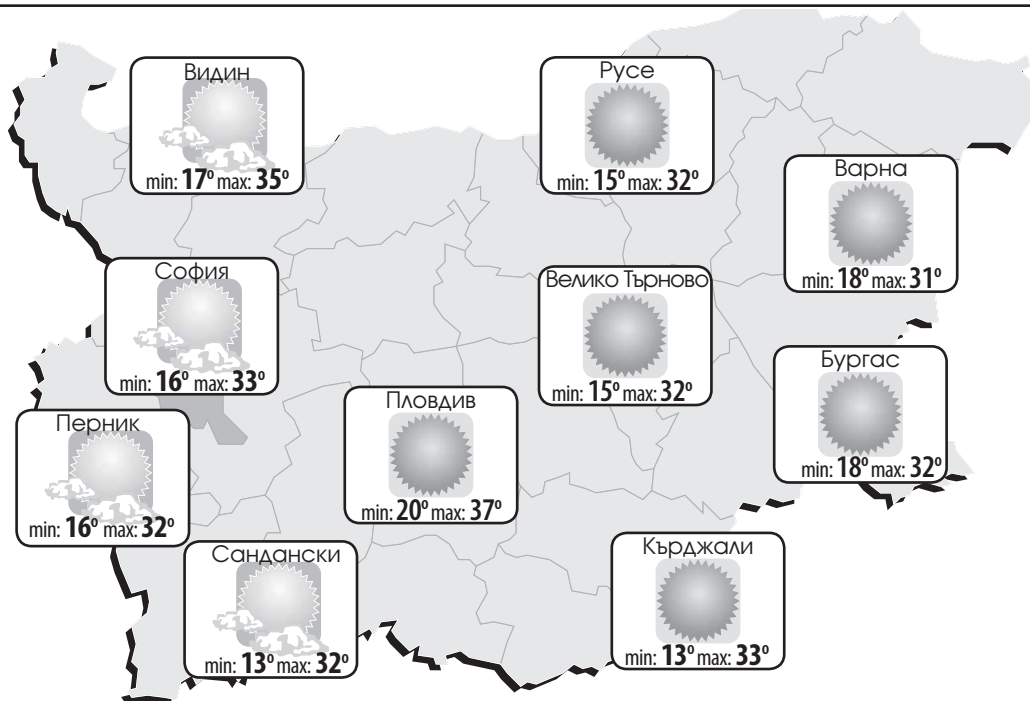 Видин
min: 17° max: 35°
Русе
min: 15° max: 32°
Варна
min: 18° max: 31°
София
min: 16° max: 33°
Велико Търново
min: 15° max: 32°
Бургас
min: 18° max: 32°
Пловдив
min: 20° max: 37°
Перник
min: 16° max: 32°
Сандански
min: 13° max: 32°
Кърджали
min: 13° max: 33°